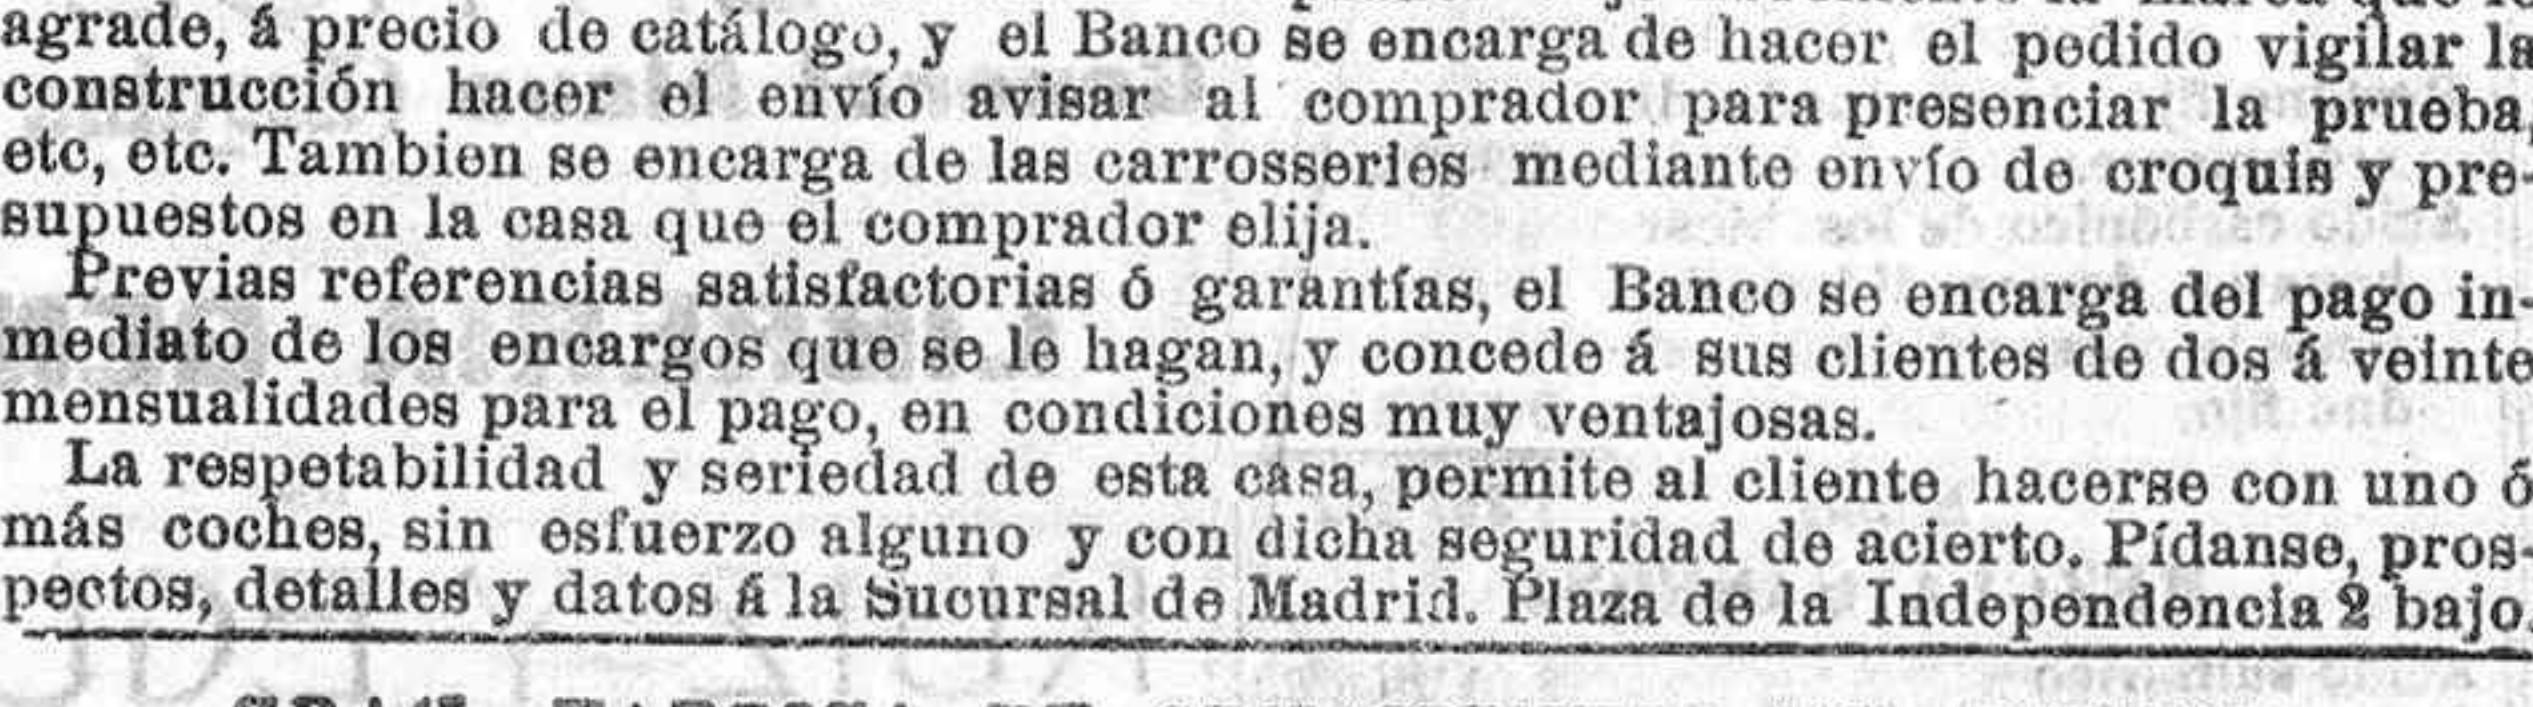 agrade, á precio de catálogo, y el Banco se encarga de hacer el pedido vigilar la
construcción hacer el envío avisar al comprador para presenciar la prueba,
etc, etc. Tambien se encarga de las carrosseries mediante envío de croquis y pre-
supuestos en la casa que el comprador elija.
Previas referencias satisfactorias ó garantías, el Banco se encarga del pago in-
mediato de los encargos que se le hagan, y concede á sus clientes de dos á veinte
mensualidades para el pago, en condiciones muy ventajosas.
La respetabilidad y seriedad de esta casa, permite al cliente hacerse con uno ó
más coches, sin esfuerzo alguno y con dicha seguridad de acierto. Pídanse, pros-
pectos, detalles y datos á la Sucursal de Madrid. Plaza de la Independencia 2 bajo.